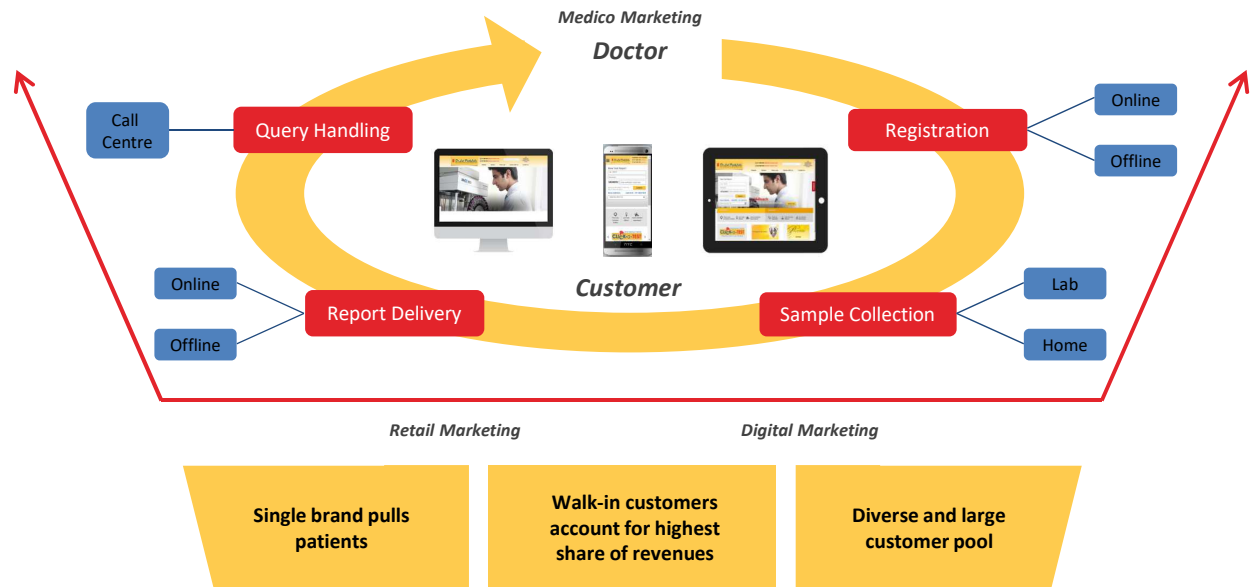 Medico Marketing
Doctor
Call
Centre
Query Handling
Registration
Online
Offline
Customer
Online
Offline
Report Delivery
Sample Collection
Lab
Home
Retail Marketing
Digital Marketing
Single brand pulls
patients
Walk-in customers
account for highest
share of revenues
Diverse and large
customer pool